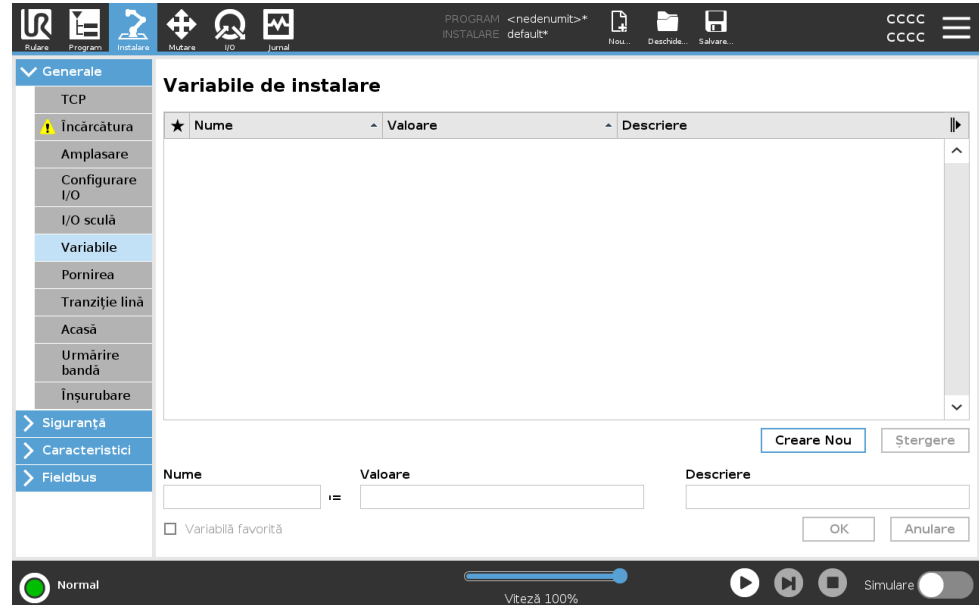 UR
Rulare
Program
Instalare
Mutare
I/O
Jurnal
PROGRAM <nedenumit>*
INSTALARE default*
Nou...
Deschide...
Salvare...
cccc
cccc
Generale
TCP
Încărcătura
Amplasare
Configurare
I/O
I/O sculă
Variabile
Pornirea
Tranziție lină
Acasă
Urmărire
bandă
Înșurubare
Siguranță
Caracteristici
Fieldbus
Variabile de instalare
★ Nume Valoare Descriere
Creare Nou Ștergere
Nume Valoare Descriere
:=
Variabilă favorită
OK Anulare
Normal
Viteză 100%
Simulare